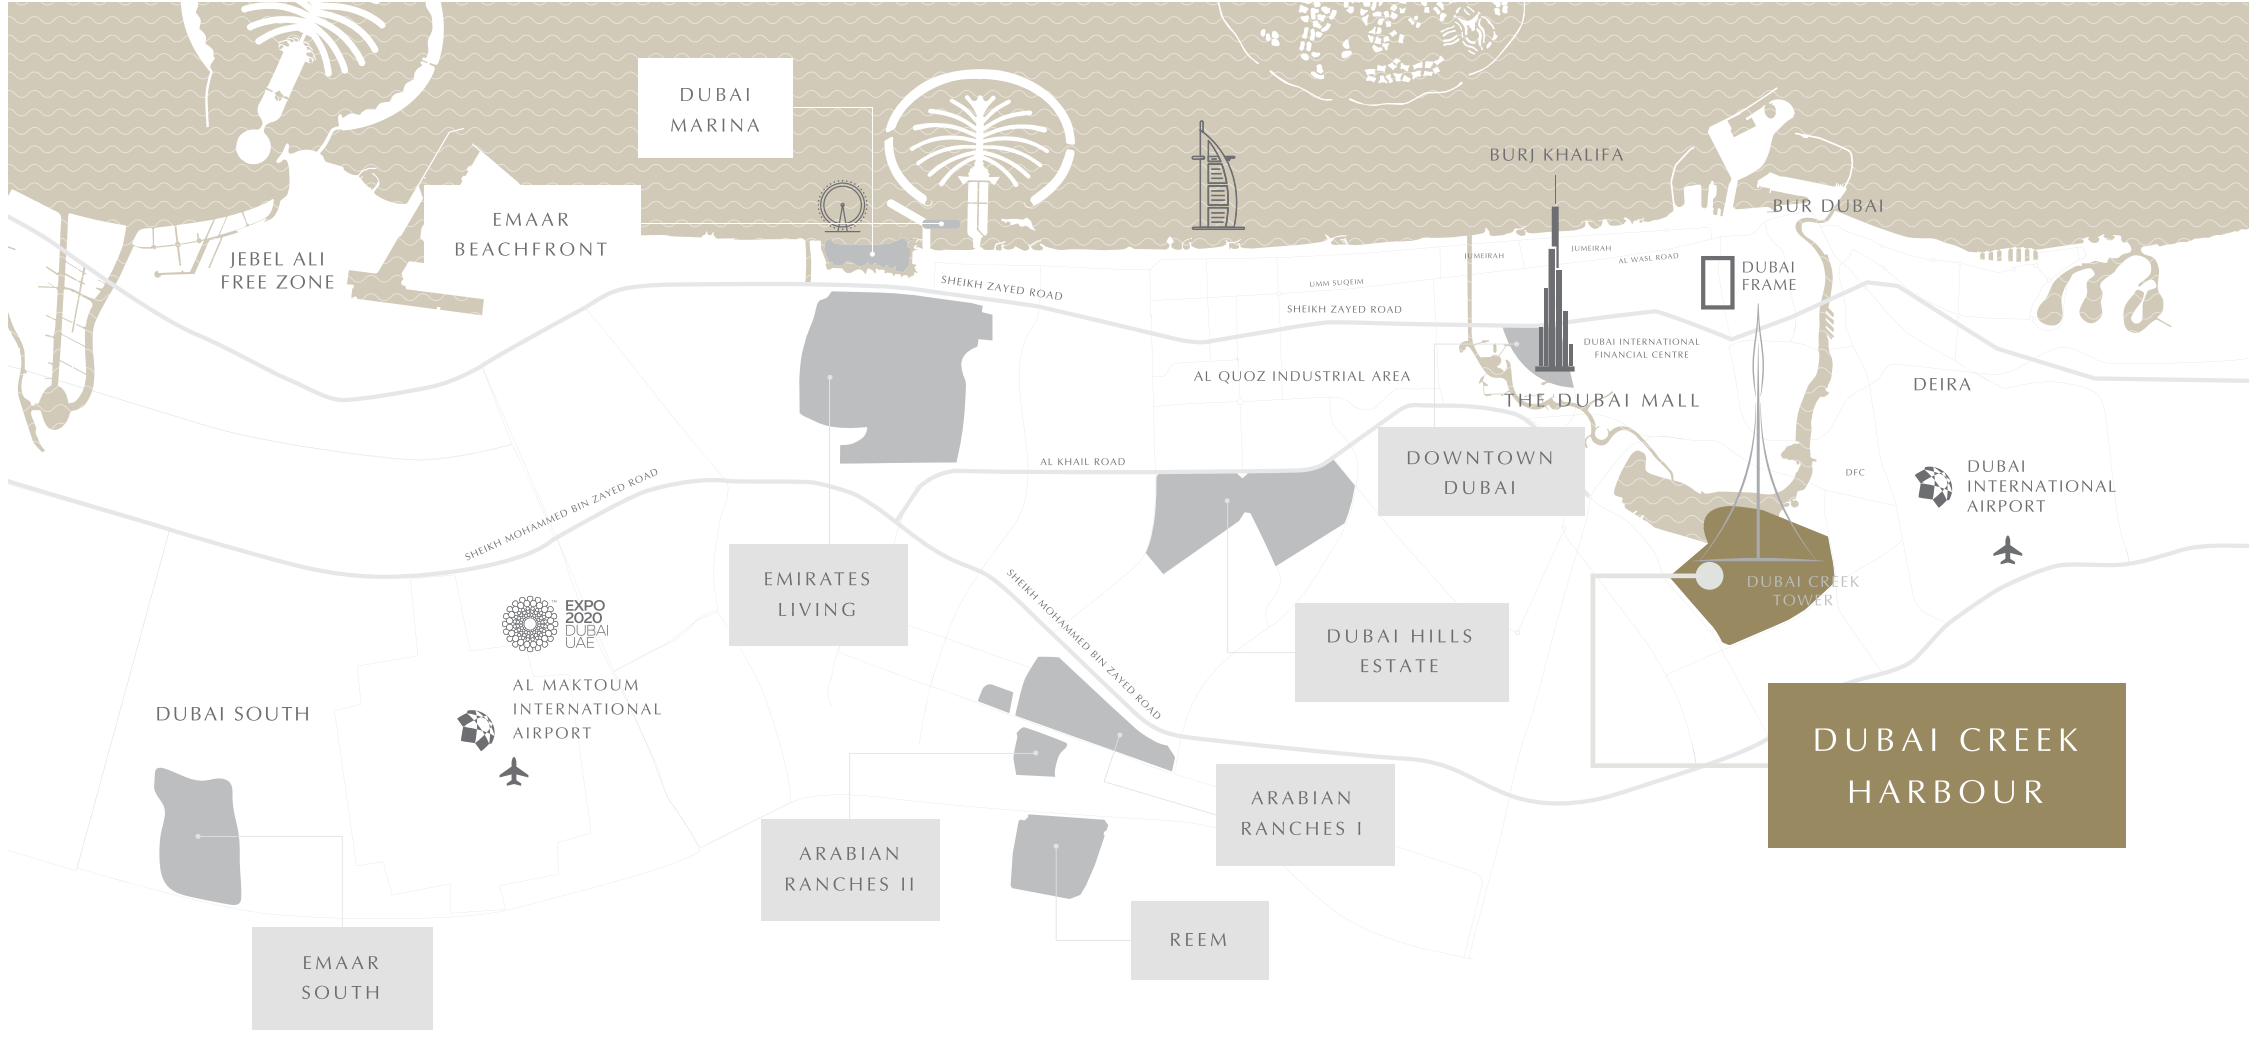 DUBAI
MARINA
BURJ KHALIFA
BUR DUBAI
EMAAR
BEACHFRONT
JEBEL ALI
FREE ZONE
JUMEIRAH
JUMEIRAH
AL WASL ROAD
DUBAI
FRAME
SHEIKH ZAYED ROAD
UMM SUQEIM
SHEIKH ZAYED ROAD
DUBAI INTERNATIONAL
FINANCIAL CENTRE
AL QUOZ INDUSTRIAL AREA
DEIRA
THE DUBAI MALL
AL KHAIL ROAD
DOWNTOWN
DUBAI
DFC
DUBAI
INTERNATIONAL
AIRPORT
SHEIKH MOHAMMED BIN ZAYED ROAD
EMIRATES
LIVING
DUBAI CREEK
TOWER
EXPO
2020
DUBAI
UAE
™
SHEIKH MOHAMMED BIN ZAYED ROAD
DUBAI HILLS
ESTATE
AL MAKTOUM
INTERNATIONAL
AIRPORT
DUBAI SOUTH
DUBAI CREEK
HARBOUR
ARABIAN
RANCHES I
ARABIAN
RANCHES II
REEM
EMAAR
SOUTH